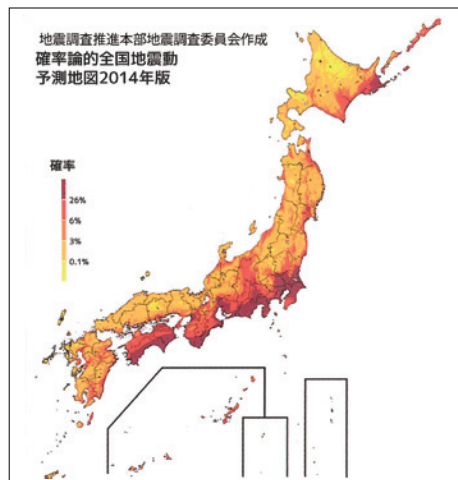 地震調査推進本部地震調査委員会作成
確率論的全国地震動
予測地図2014年版
確率
26%
6%
3%
0.1%